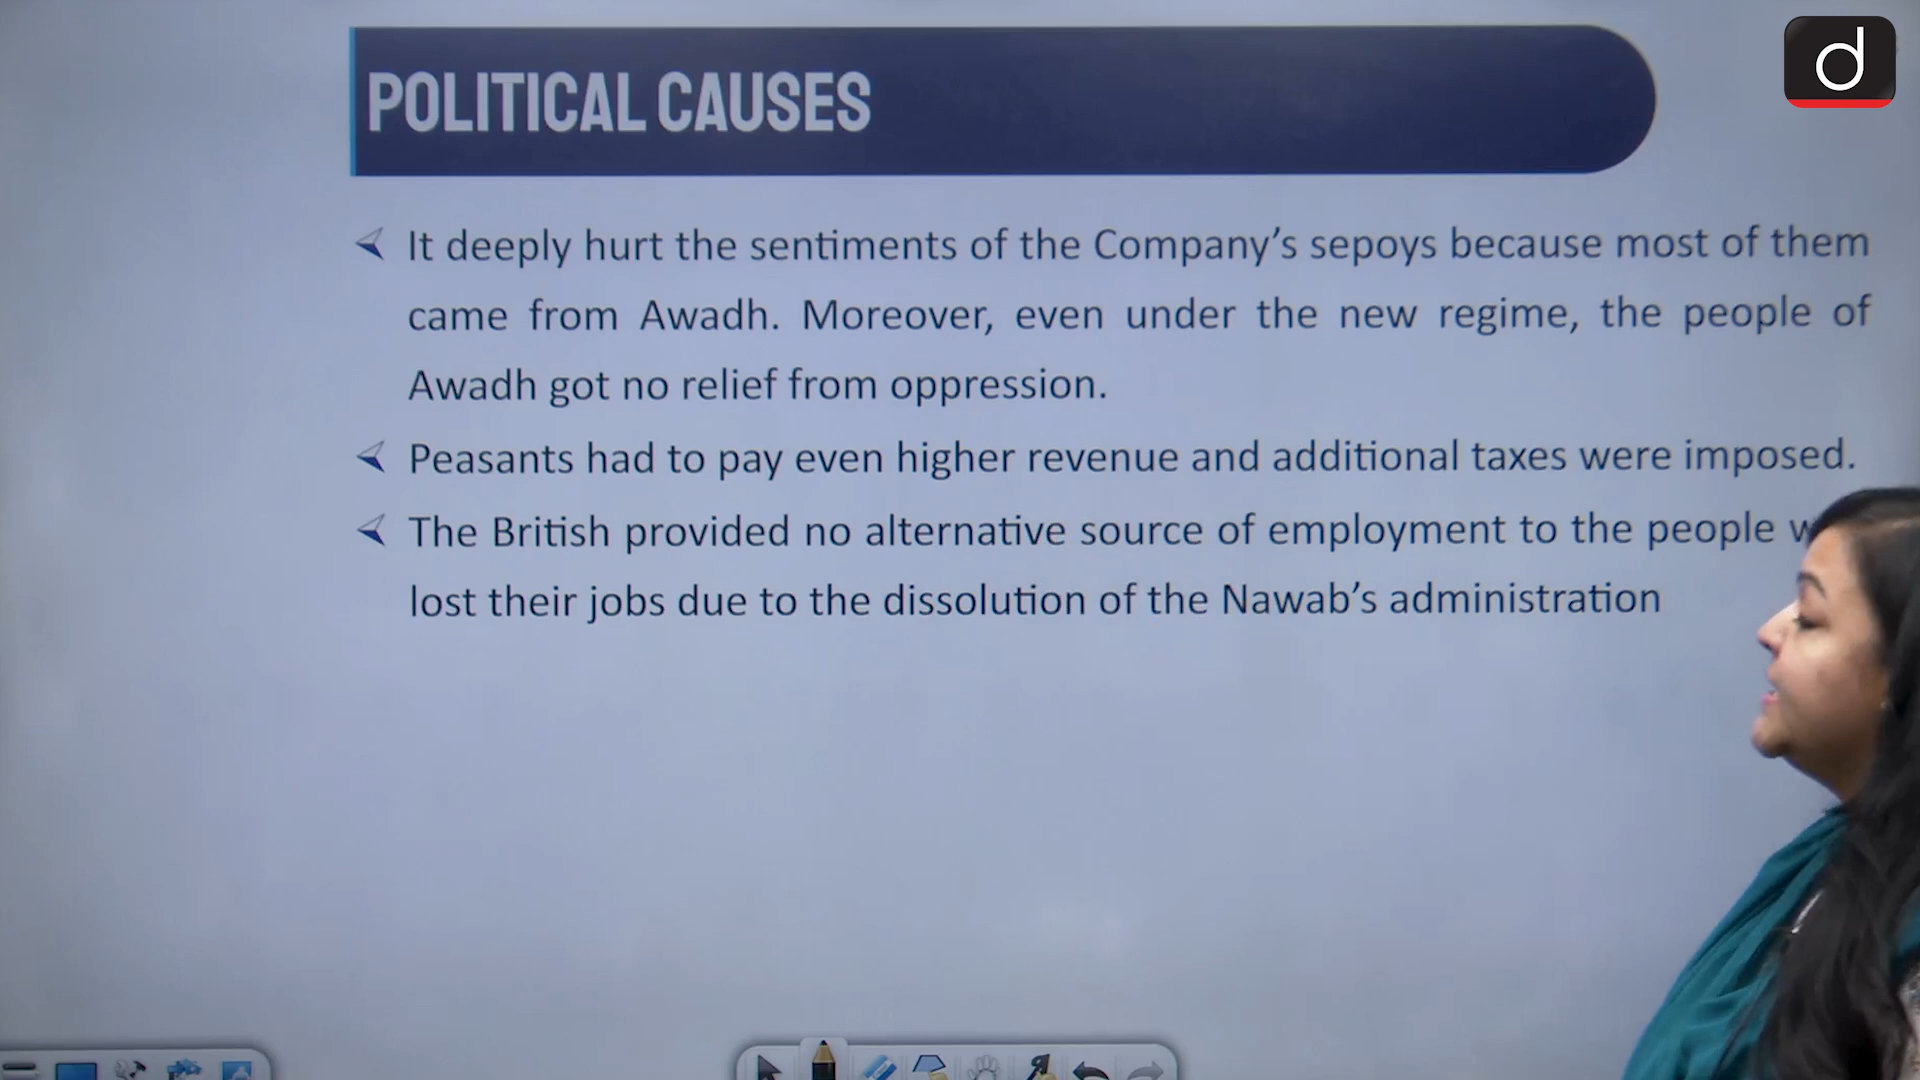 POLITICAL CAUSES
d
It deeply hurt the sentiments of the Company's sepoys because most of them
came from Awadh. Moreover, even under the new regime, the people of
Awadh got no relief from oppression.
Peasants had to pay even higher revenue and additional taxes were imposed.
The British provided no alternative source of employment to the people
lost their jobs due to the dissolution of the Nawab's administration